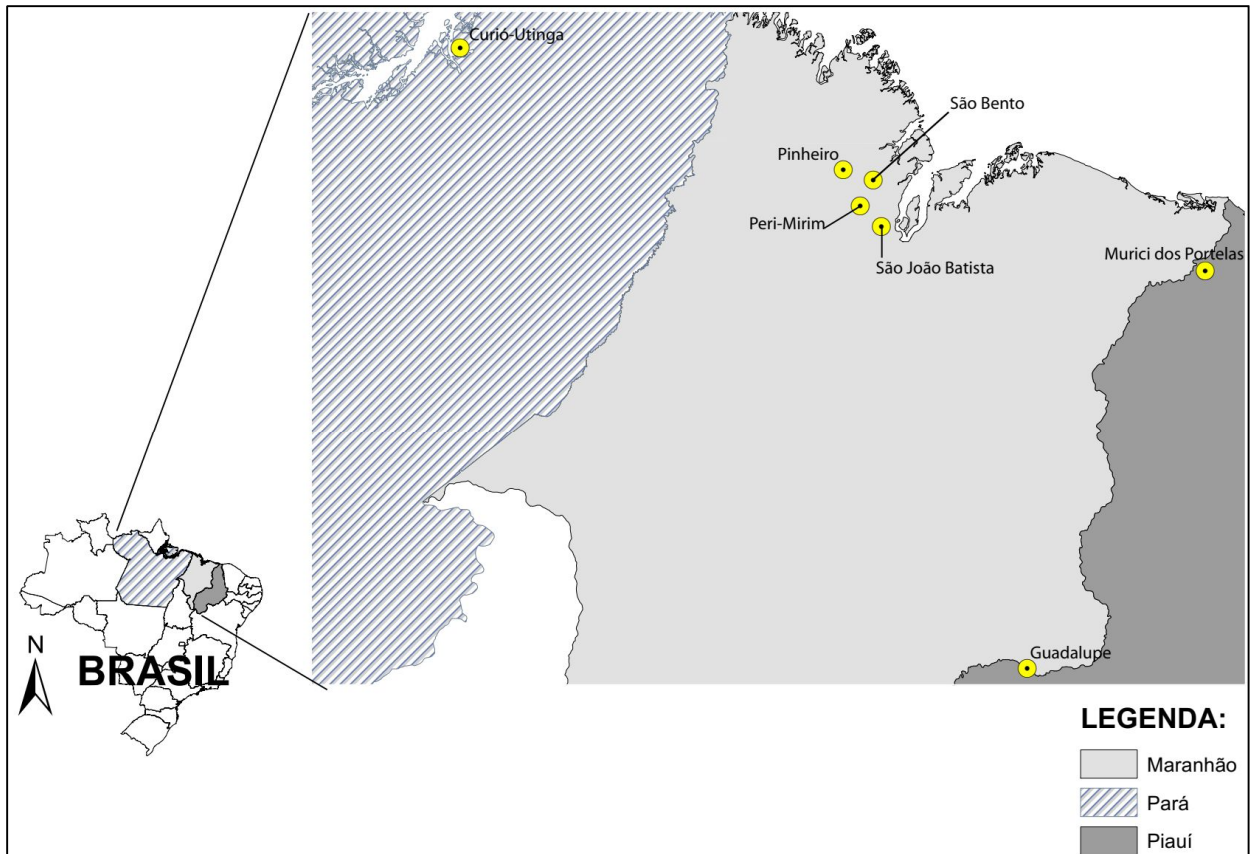 Curió-Utinga
São Bento
Pinheiro
Peri-Mirim
São João Batista
Murici dos Portelas
Guadalupe
N
BRASIL
LEGENDA:
Maranhão
Pará
Piauí